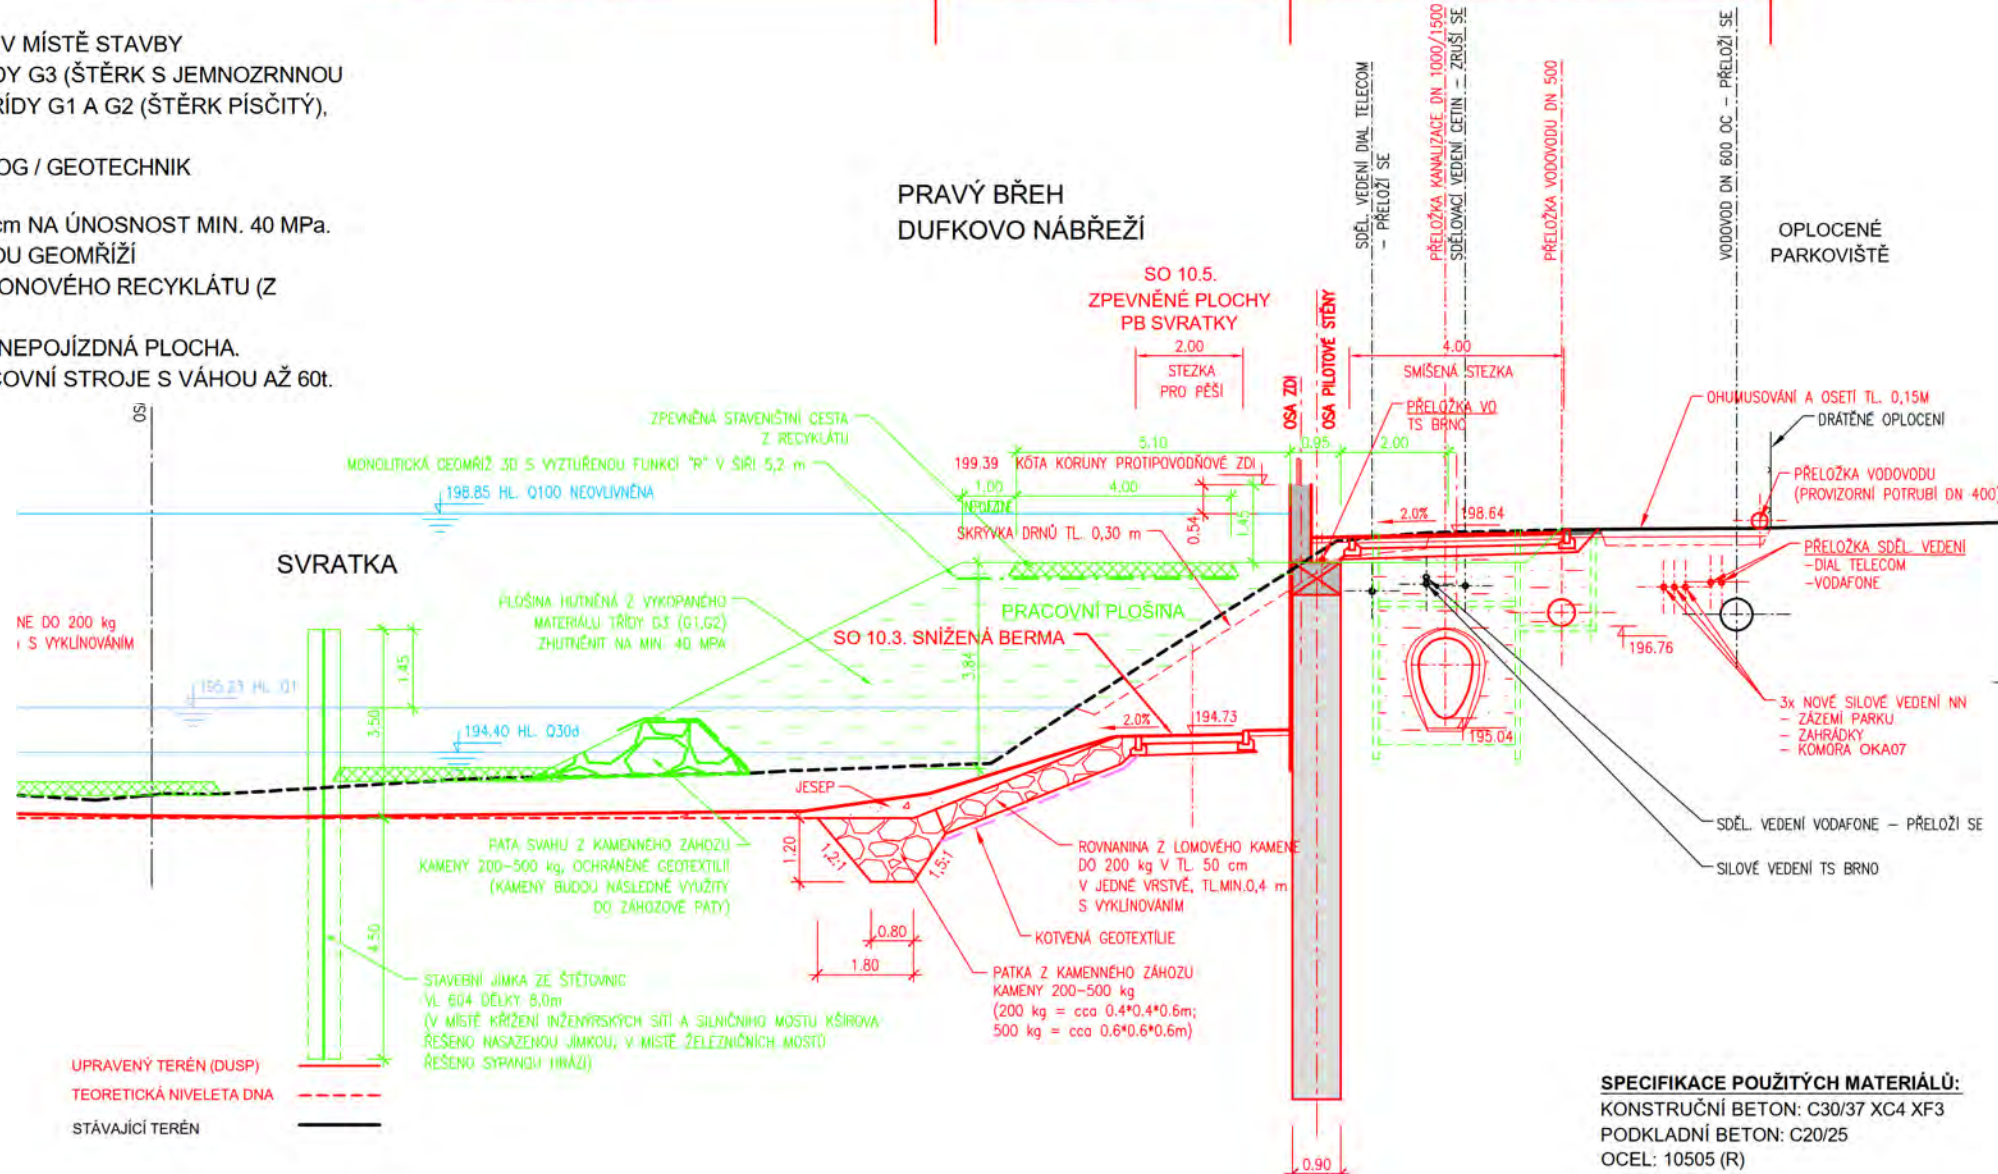 V MÍSTĚ STAVBY
DY G3 (ŠTĚRK S JEMNOZRNNOU
ŘÍDY G1 A G2 (ŠTĚRK PÍSČITÝ),
OG / GEOTECHNIK
cm NA ÚNOSNOST MIN. 40 MPa.
OU GEOMŘÍŽÍ
ONOVÉHO RECYKLÁTU (Z
NEPOJÍZDNÁ PLOCHA.
COVNÍ STROJE S VÁHOU AŽ 60t.
PRAVÝ BŘEH
DUFKOVO NÁBŘEŽÍ
SO 10.5.
ZPEVNĚNÉ PLOCHY
PB SVRATKY
2.00
STEZKA
PRO PĚŠÍ
OSA ZDI
OSA PILOTOVÉ STĚNY
SDĚL. VEDENÍ DIAL TELECOM
- PŘELOŽÍ SE
PŘELOŽKA KANALIZACE DN 1000/1500
SDĚLOVACÍ VEDENÍ CETIN - ZRUŠÍ SE
PŘELOŽKA VODOVODU DN 500
VODOVOD DN 600 OC - PŘELOŽÍ SE
OPLOCENÉ
PARKOVIŠTĚ
4.00
SMÍŠENÁ STEZKA
PŘELOŽKA VO
TS BRNO
OHUMUSOVÁNÍ A OSETÍ TL. 0,15M
DRÁTĚNÉ OPLOCENÍ
PŘELOŽKA VODOVODU
(PROVIZORNÍ POTRUBÍ DN 400)
ZPEVNĚNÁ STAVENIŠTNÍ CESTA
Z RECYKLÁTU
MONOLITICKÁ GEOMŘÍŽ 3D S VYZTUŽENOU FUNKCÍ "R" V ŠÍŘI 5,2 m
5.10
0.95
2.00
199.39 KÓTA KORUNY PROTIPOVODŇOVÉ ZDI
198.85 HL. Q100 NEOVLIVNĚNA
1.00
4.00
NEPOJÍZDNÉ
0.54
1.45
SKRÝVKA DRNŮ TL. 0,30 m
2.0%
198.64
PŘELOŽKA SDĚL. VEDENÍ
-DIAL TELECOM
-VODAFONE
SVRATKA
PLOŠINA HUTNĚNÁ Z VYKOPANÉHO
MATERIÁLU TŘÍDY G3 (G1,G2)
ZHUTNĚNIT NA MIN. 40 MPA
PRACOVNÍ PLOŠINA
SO 10.3. SNÍŽENÁ BERMA
3.84
NE DO 200 kg
S VYKLÍNOVÁNÍM
1.45
3.50
195.23 HL. Q1
194.40 HL. Q30d
2.0%
194.73
196.76
195.04
3x NOVÉ SILOVÉ VEDENÍ NN
- ZÁZEMÍ PARKU
- ZAHRÁDKY
- KOMORA OKA07
JESEP
SDĚL. VEDENÍ VODAFONE - PŘELOŽÍ SE
SILOVÉ VEDENÍ TS BRNO
PATA SVAHU Z KAMENNÉHO ZÁHOZU
KAMENY 200-500 kg, OCHRÁNĚNÉ GEOTEXTILIÍ
(KAMENY BUDOU NÁSLEDNĚ VYUŽITY
DO ZÁHOZOVÉ PATY)
1.20
1,2:1
1,5:1
ROVNANINA Z LOMOVÉHO KAMENE
DO 200 kg V TL. 50 cm
V JEDNÉ VRSTVĚ, TL.MIN.0,4 m
S VYKLÍNOVÁNÍM
4.50
0.80
1.80
KOTVENÁ GEOTEXTÍLIE
PATKA Z KAMENNÉHO ZÁHOZU
KAMENY 200-500 kg
(200 kg = cca 0.4*0.4*0.6m;
500 kg = cca 0.6*0.6*0.6m)
STAVEBNÍ JÍMKA ZE ŠTĚTOVNIC
VL 604 DÉLKY 8,0m
(V MÍSTĚ KŘÍŽENÍ INŽENÝRSKÝCH SÍTÍ A SILNIČNÍHO MOSTU KŠÍROVA
ŘEŠENO NASAZENOU JÍMKOU, V MÍSTĚ ŽELEZNIČNÍCH MOSTŮ
ŘEŠENO SYPANOU HRÁZÍ)
UPRAVENÝ TERÉN (DUSP)
TEORETICKÁ NIVELETA DNA
STÁVAJÍCÍ TERÉN
0.90
SPECIFIKACE POUŽITÝCH MATERIÁLŮ:
KONSTRUČNÍ BETON: C30/37 XC4 XF3
PODKLADNÍ BETON: C20/25
OCEL: 10505 (R)